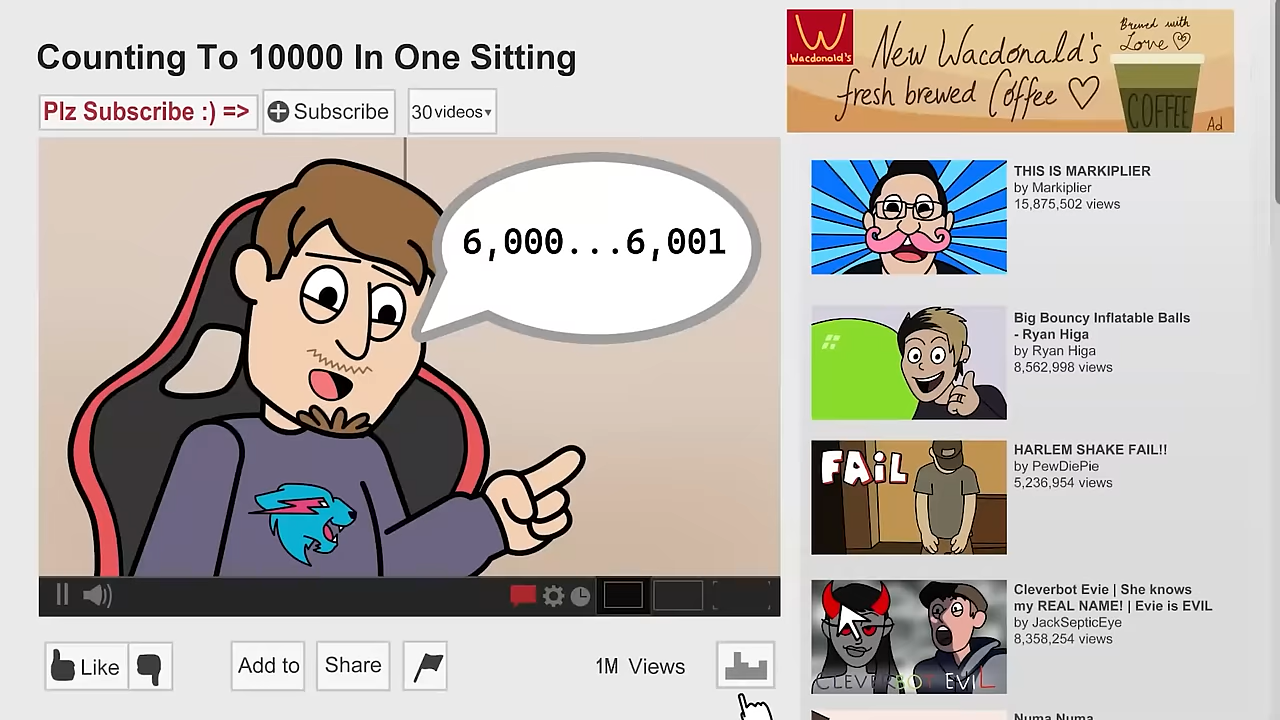 Counting To 10000 In One Sitting
Plz Subscribe :) =>
Subscribe
30 videos
6,000...6,001
Like
Add to
Share
1M Views
Wacdonald's
New Wacdonald's
fresh brewed Coffee
Brewed with
Love
COFFEE
Ad
THIS IS MARKIPLIER
by Markiplier
15,875,502 views
Big Bouncy Inflatable Balls
- Ryan Higa
by Ryan Higa
8,562,998 views
FAiL
HARLEM SHAKE FAIL!!
by PewDiePie
5,236,954 views
CLEVERBOT EVIL
Cleverbot Evie | She knows
my REAL NAME! | Evie is EVIL
by JackSepticEye
8,358,254 views
Numa Numa